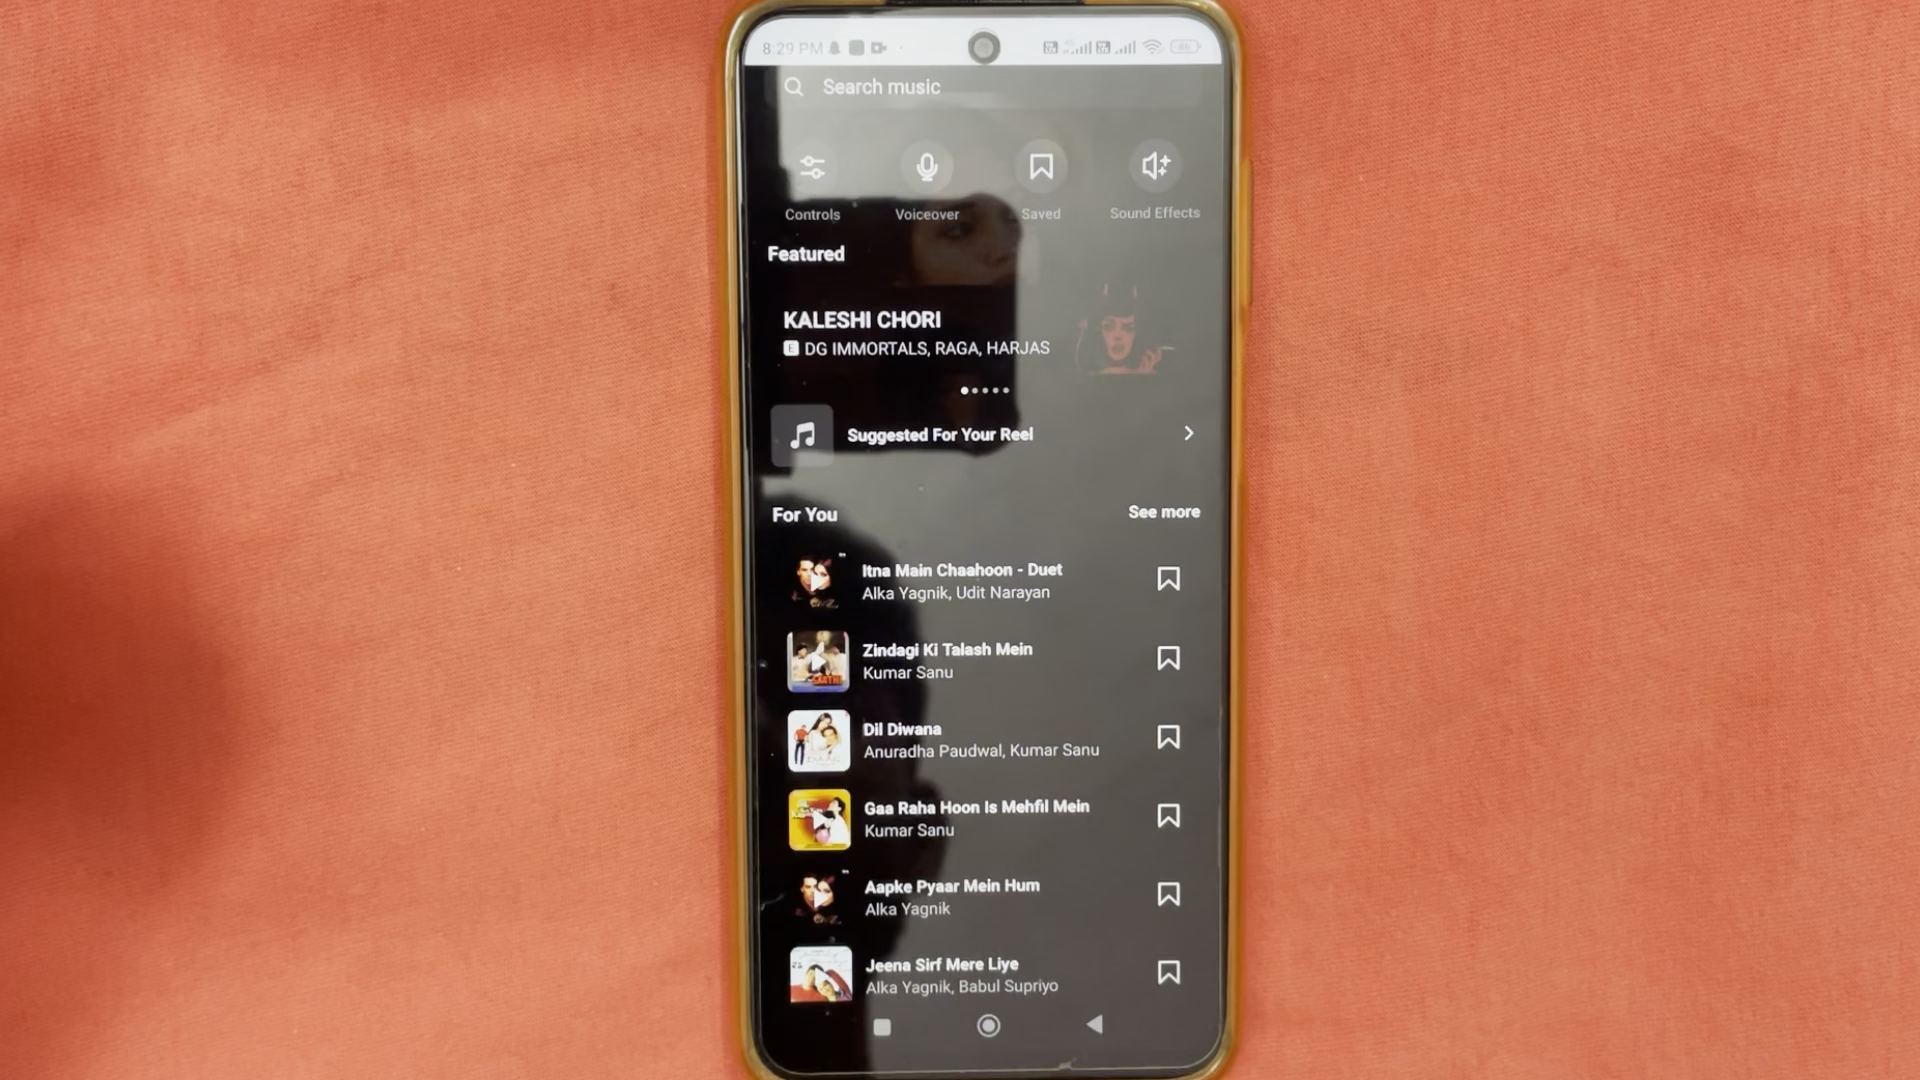 8:29 PM
86
Search music
Controls Voiceover Saved Sound Effects
Featured
KALESHI CHORI
E DG IMMORTALS, RAGA, HARJAS
Suggested For Your Reel
For You See more
Itna Main Chaahoon - Duet
Alka Yagnik, Udit Narayan
Zindagi Ki Talash Mein
Kumar Sanu
Dil Diwana
Anuradha Paudwal, Kumar Sanu
Gaa Raha Hoon Is Mehfil Mein
Kumar Sanu
Aapke Pyaar Mein Hum
Alka Yagnik
Jeena Sirf Mere Liye
Alka Yagnik, Babul Supriyo